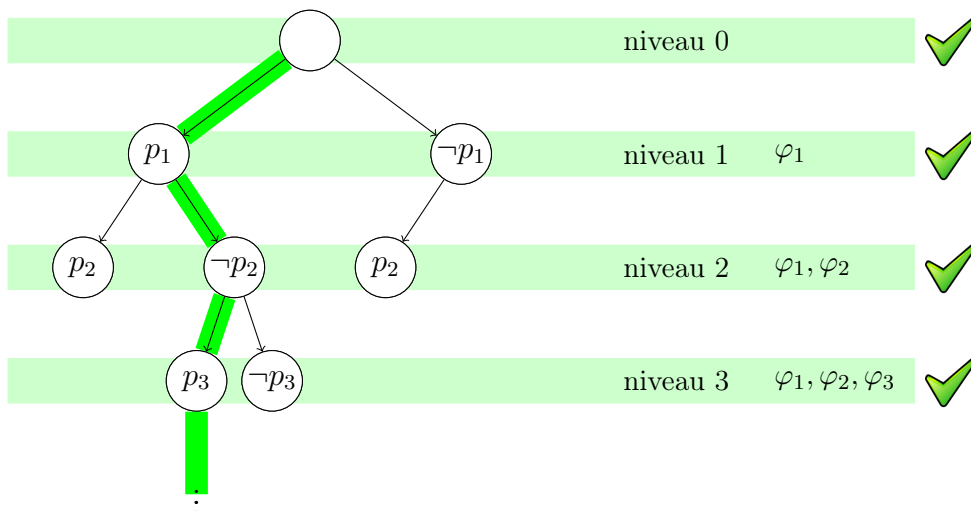 niveau 0
p₁ ¬p₁ niveau 1 φ₁
p₂ ¬p₂ p₂ niveau 2 φ₁, φ₂
p₃ ¬p₃ niveau 3 φ₁, φ₂, φ₃
⋮